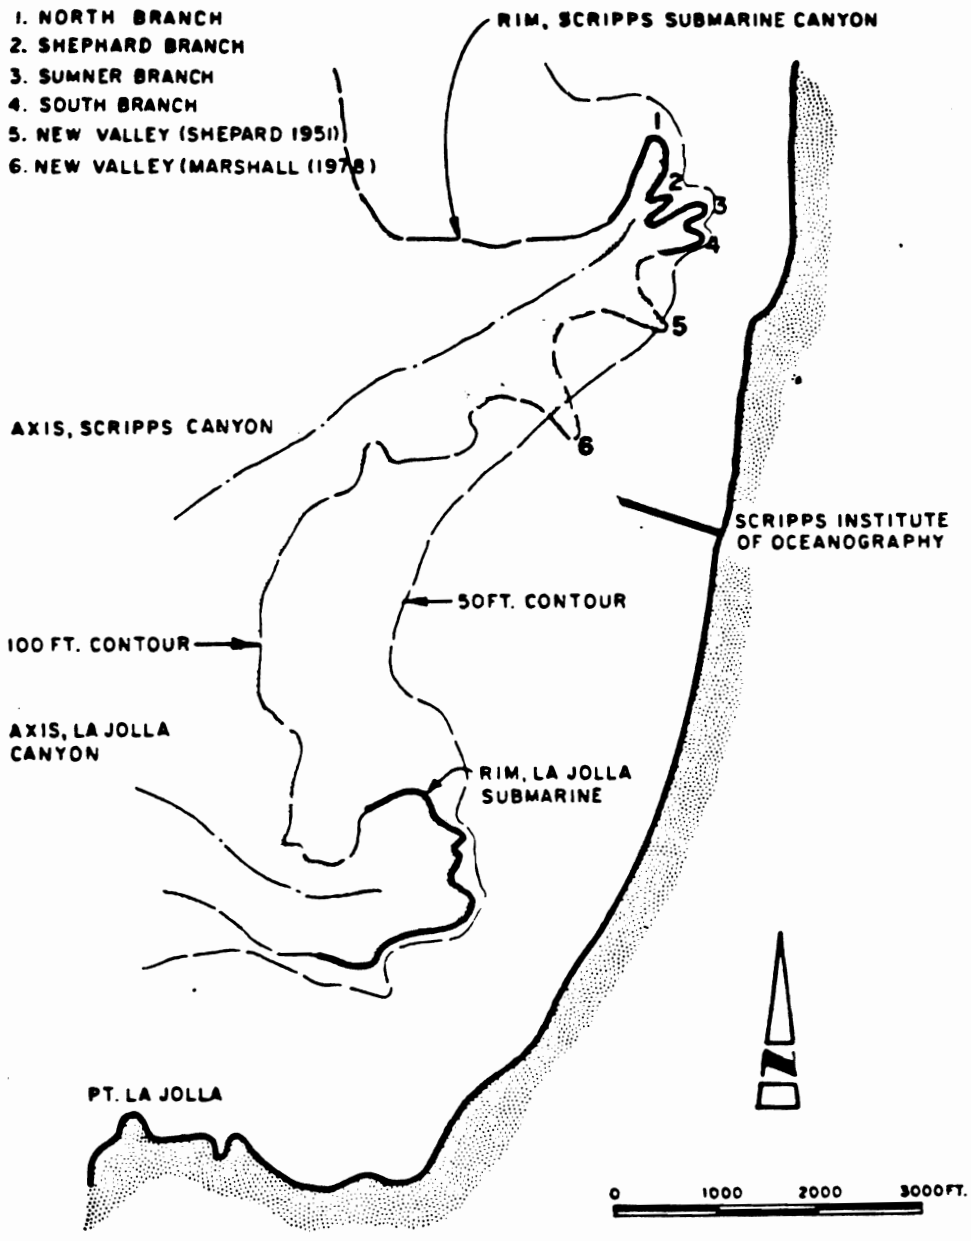 1. NORTH BRANCH
2. SHEPHARD BRANCH
3. SUMNER BRANCH
4. SOUTH BRANCH
5. NEW VALLEY (SHEPARD 1951)
6. NEW VALLEY (MARSHALL (1978)
RIM, SCRIPPS SUBMARINE CANYON
1
2
3
4
5
6
AXIS, SCRIPPS CANYON
SCRIPPS INSTITUTE
OF OCEANOGRAPHY
50FT. CONTOUR
100 FT. CONTOUR
AXIS, LA JOLLA
CANYON
RIM, LA JOLLA
SUBMARINE
N
PT. LA JOLLA
0 1000 2000 3000FT.